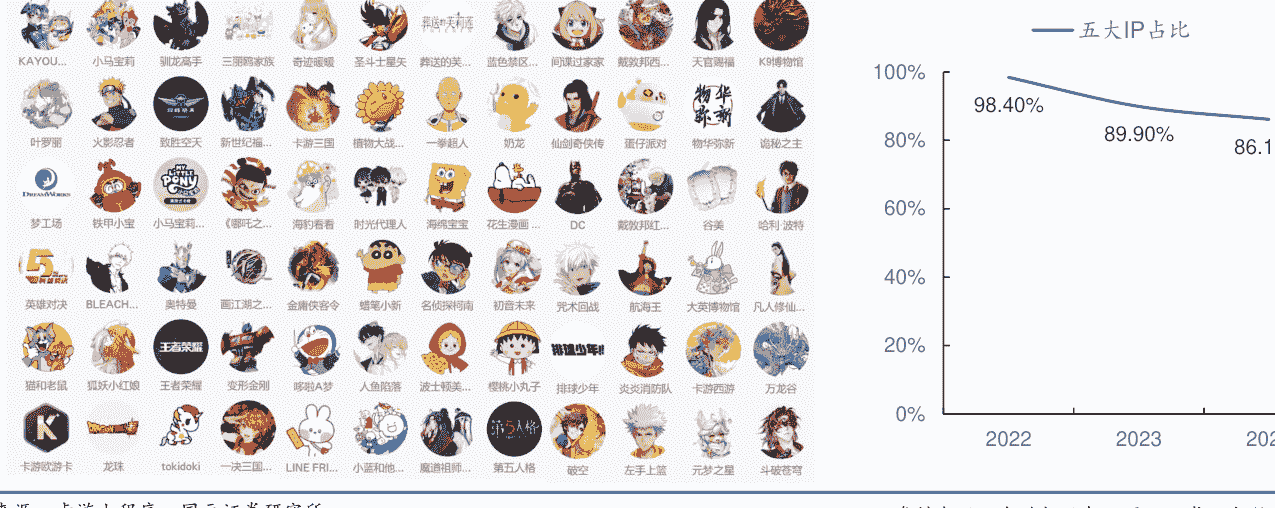 KAYOU... 小马宝莉 驯龙高手 三丽鸥家族 奇迹暖暖 圣斗士星矢 葬送的芙... 蓝色禁区... 间谍过家家 戴敦邦西... 天官赐福 K9博物馆
叶罗丽 火影忍者 致胜空天 新世纪福... 卡游三国 植物大战... 一拳超人 奶龙 仙剑奇侠传 蛋仔派对 物华弥新 诡秘之主
梦工场 铁甲小宝 小马宝莉... 《哪吒之... 海豹看看 时光代理人 海绵宝宝 花生漫画... DC 戴敦邦红... 谷美 哈利·波特
英雄对决 BLEACH... 奥特曼 画江湖之... 金庸侠客令 蜡笔小新 名侦探柯南 初音未来 咒术回战 航海王 大英博物馆 凡人修仙...
猫和老鼠 狐妖小红娘 王者荣耀 变形金刚 哆啦A梦 人鱼陷落 波士顿美... 樱桃小丸子 排球少年 炎炎消防队 卡游西游 万龙谷
卡游欧游卡 龙珠 tokidoki 一决三国... LINE FRI... 小蓝和他... 魔道祖师... 第五人格 破空 左手上篮 元梦之星 斗破苍穹
DREAMWORKS
MY LITTLE PONY
物华弥新
王者荣耀
排球少年!!
第5人格
五大IP占比
100%
98.40%
89.90%
86.1
80%
60%
40%
20%
0%
2022 2023 202